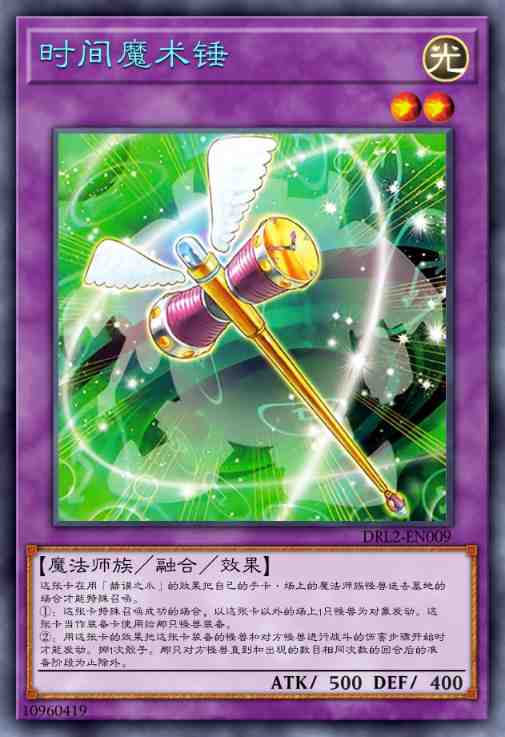 时间魔术锤
光
DRL2-EN009
【魔法师族／融合／效果】
这张卡在用「赫谟之爪」的效果把自己的手卡・场上的魔法师族怪兽送去墓地的
场合才能特殊召唤。
①：这张卡特殊召唤成功的场合，以这张卡以外的场上1只怪兽为对象发动。这
张卡当作装备卡使用给那只怪兽装备。
②：用这张卡的效果把这张卡装备的怪兽和对方怪兽进行战斗的伤害步骤开始时
才能发动。掷1次骰子。那只对方怪兽直到和出现的数目相同次数的回合后的准
备阶段为止除外。
ATK/ 500 DEF/ 400
10960419